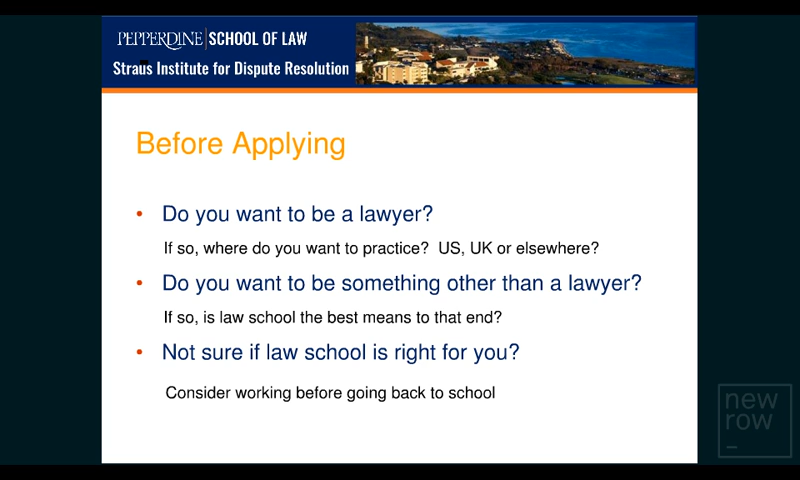 PEPPERDINE SCHOOL OF LAW
Straus Institute for Dispute Resolution
Before Applying
• Do you want to be a lawyer?
If so, where do you want to practice? US, UK or elsewhere?
• Do you want to be something other than a lawyer?
If so, is law school the best means to that end?
• Not sure if law school is right for you?
Consider working before going back to school
new
row